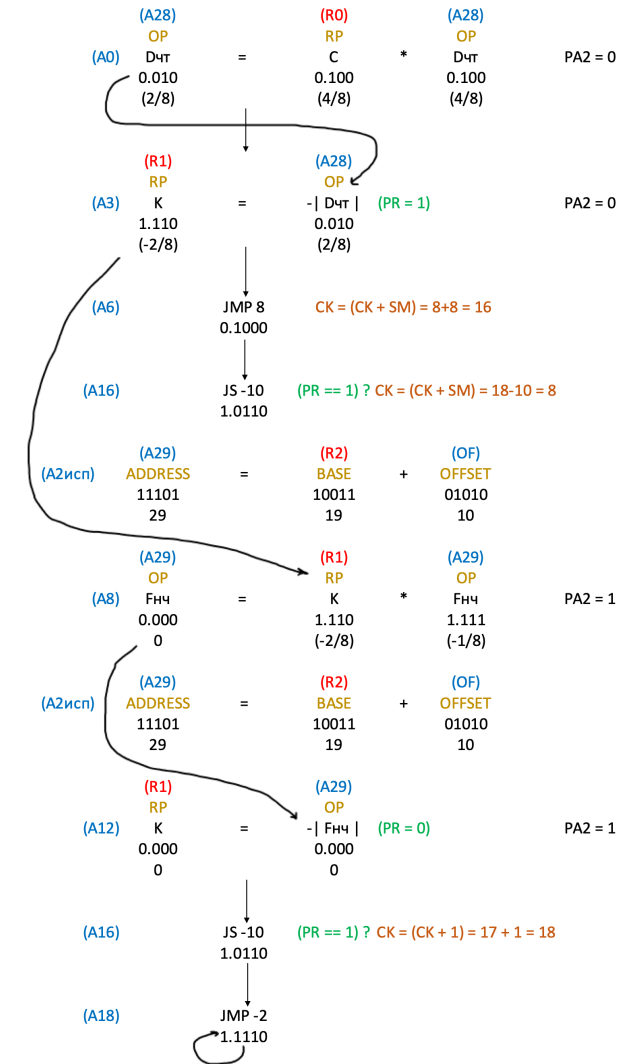 (A28) (R0) (A28)
OP RP OP
(A0) Dчт = C * Dчт PA2 = 0
0.010 0.100 0.100
(2/8) (4/8) (4/8)
(R1) (A28)
RP OP
(A3) K = -| Dчт | (PR = 1) PA2 = 0
1.110 0.010
(-2/8) (2/8)
(A6) JMP 8 СК = (СК + SM) = 8+8 = 16
0.1000
(A16) JS -10 (PR == 1) ? СК = (СК + SM) = 18-10 = 8
1.0110
(A29) (R2) (OF)
(A2исп) ADDRESS = BASE + OFFSET
11101 10011 01010
29 19 10
(A29) (R1) (A29)
OP RP OP
(A8) Fнч = K * Fнч PA2 = 1
0.000 1.110 1.111
0 (-2/8) (-1/8)
(A29) (R2) (OF)
(A2исп) ADDRESS = BASE + OFFSET
11101 10011 01010
29 19 10
(R1) (A29)
RP OP
(A12) K = -| Fнч | (PR = 0) PA2 = 1
0.000 0.000
0 0
(A16) JS -10 (PR == 1) ? СК = (СК + 1) = 17 + 1 = 18
1.0110
(A18) JMP -2
1.1110